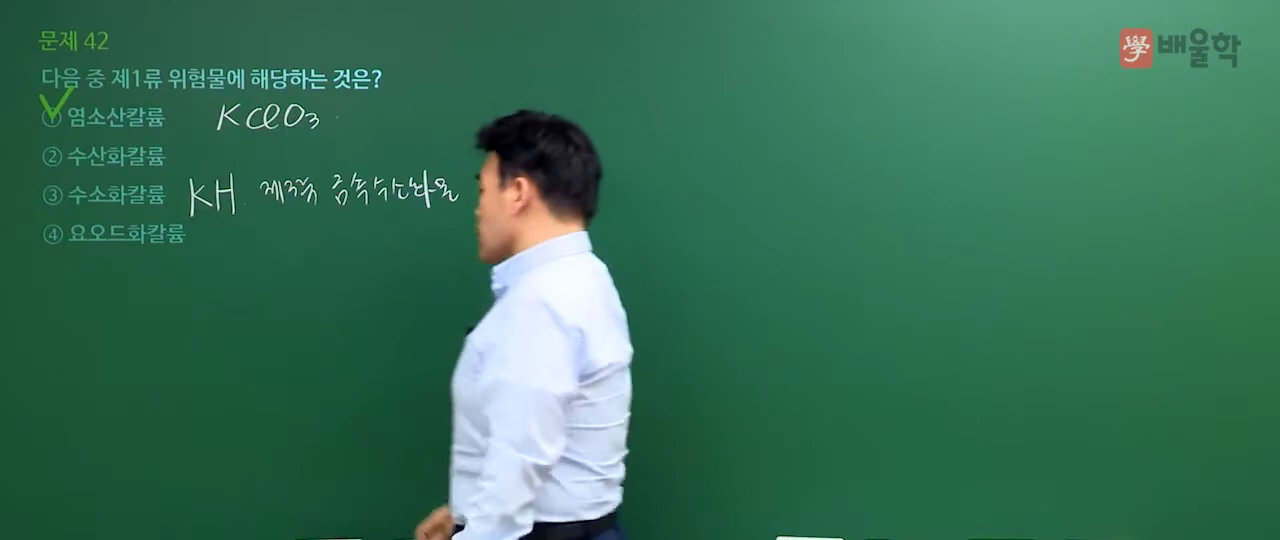 문제 42
學 배울학
다음 중 제1류 위험물에 해당하는 것은?
① 염소산칼륨 KClO3
② 수산화칼륨
③ 수소화칼륨 KH. 제3류 금속수소화물
④ 요오드화칼륨